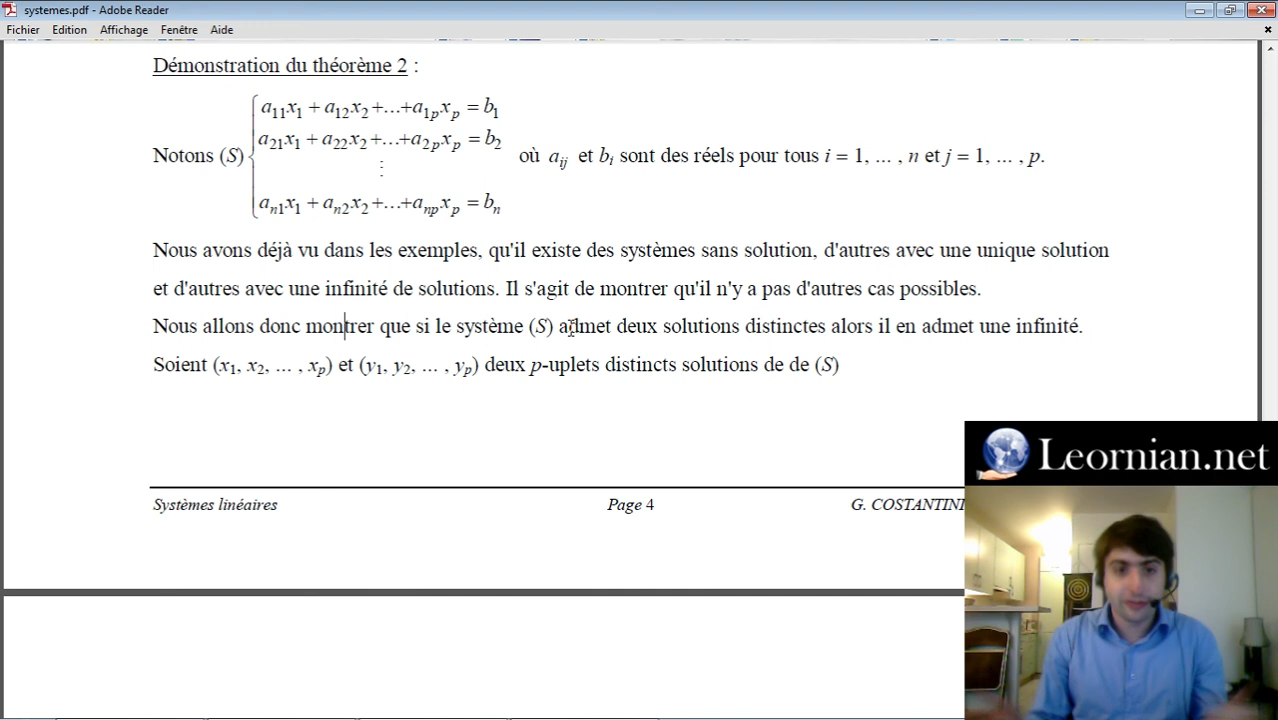 systemes.pdf - Adobe Reader
Fichier Edition Affichage Fenêtre Aide
Démonstration du théorème 2 :
a11x1 + a12x2 +...+a1pxp = b1
a21x1 + a22x2 +...+a2pxp = b2
Notons (S) ⋮ où aij et bi sont des réels pour tous i = 1, ... , n et j = 1, ... , p.
an1x1 + an2x2 +...+anpxp = bn
Nous avons déjà vu dans les exemples, qu'il existe des systèmes sans solution, d'autres avec une unique solution
et d'autres avec une infinité de solutions. Il s'agit de montrer qu'il n'y a pas d'autres cas possibles.
Nous allons donc montrer que si le système (S) admet deux solutions distinctes alors il en admet une infinité.
Soient (x1, x2, ... , xp) et (y1, y2, ... , yp) deux p-uplets distincts solutions de de (S)
Leornian.net
Systèmes linéaires Page 4 G. COSTANTINI